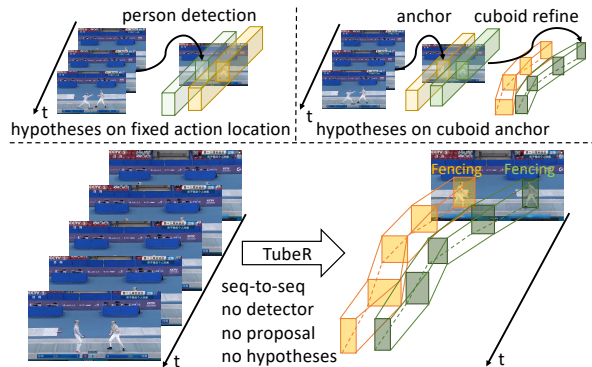 person detection
t
hypotheses on fixed action location
anchor
cuboid refine
t
hypotheses on cuboid anchor
Fencing
Fencing
TubeR
seq-to-seq
no detector
no proposal
no hypotheses
t
t